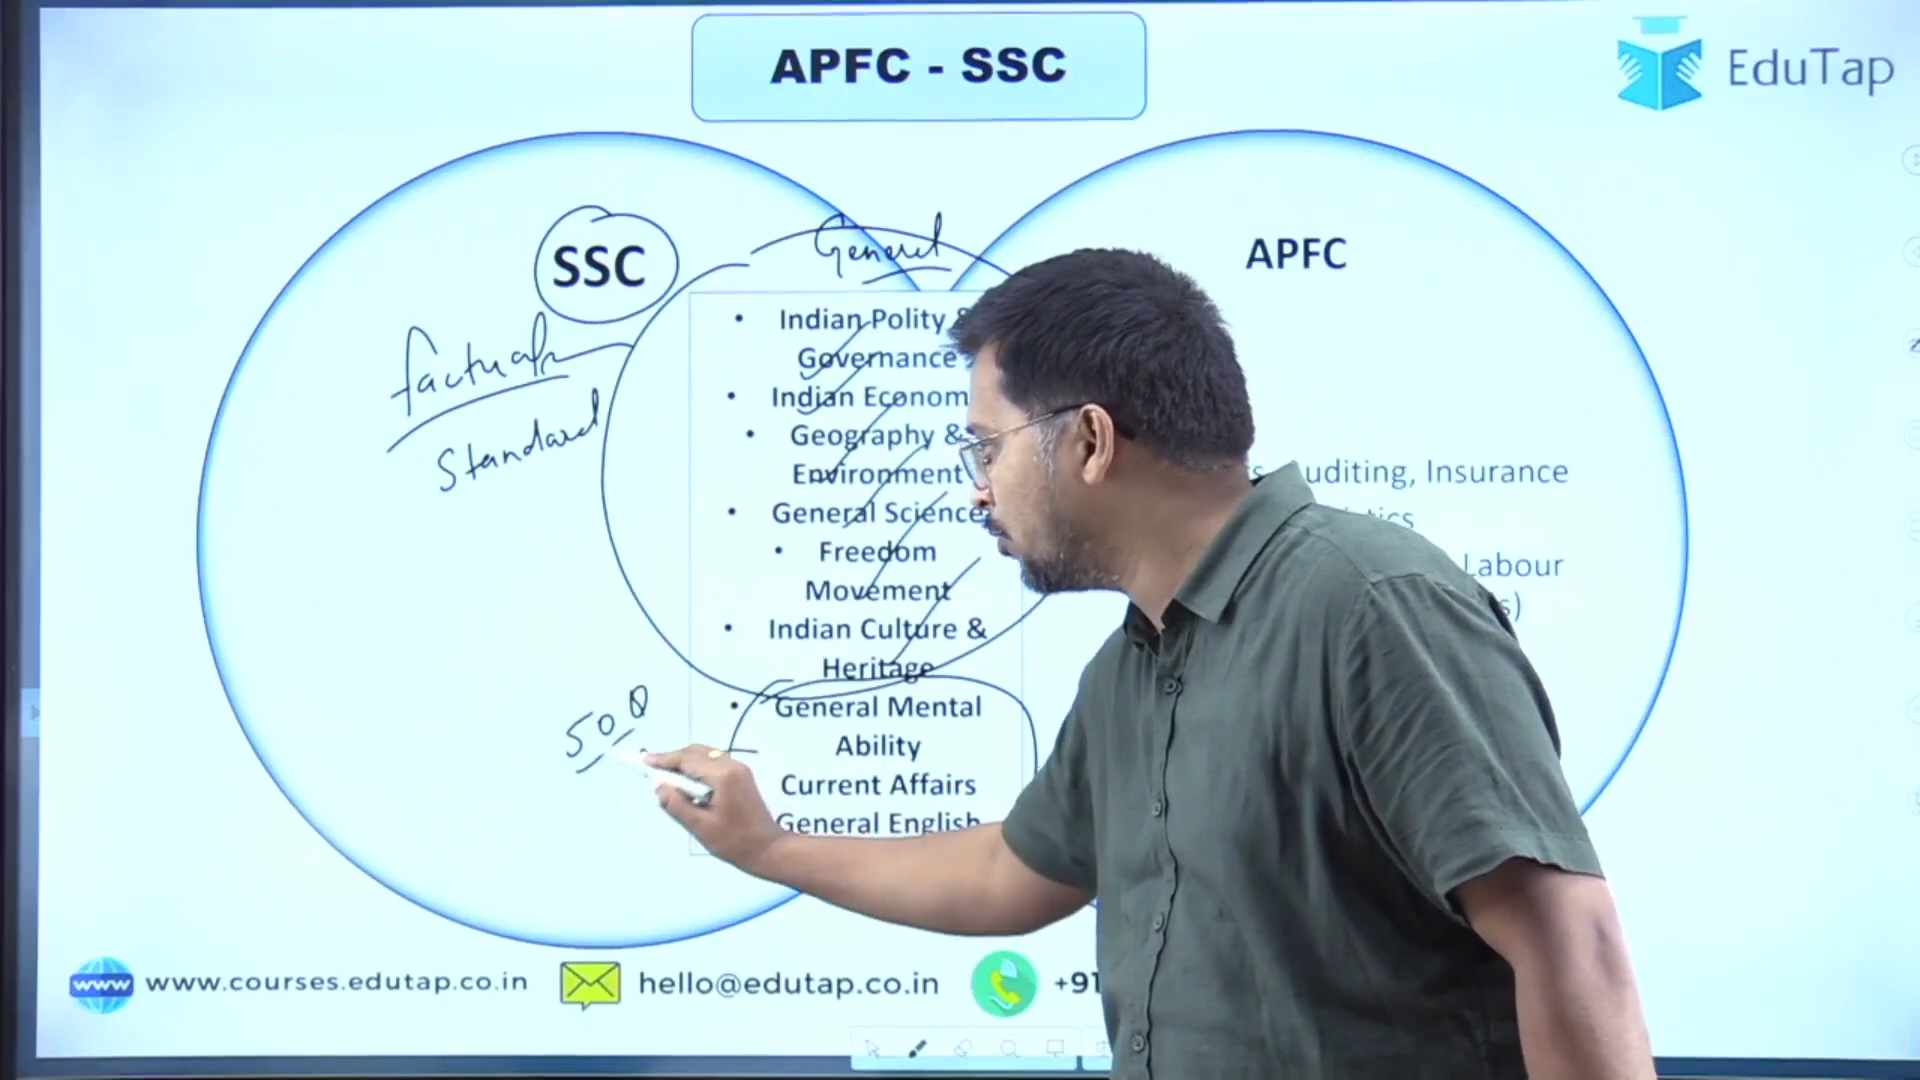 APFC - SSC
EduTap
SSC
General
APFC
factual
Standard
• Indian Polity &
Governance
• Indian Econom
• Geography &
Environment
• General Science
• Freedom
Movement
• Indian Culture &
Heritage
• General Mental
Ability
Current Affairs
General English
uditing, Insurance
Labour
50 Q
www www.courses.edutap.co.in
hello@edutap.co.in
+91